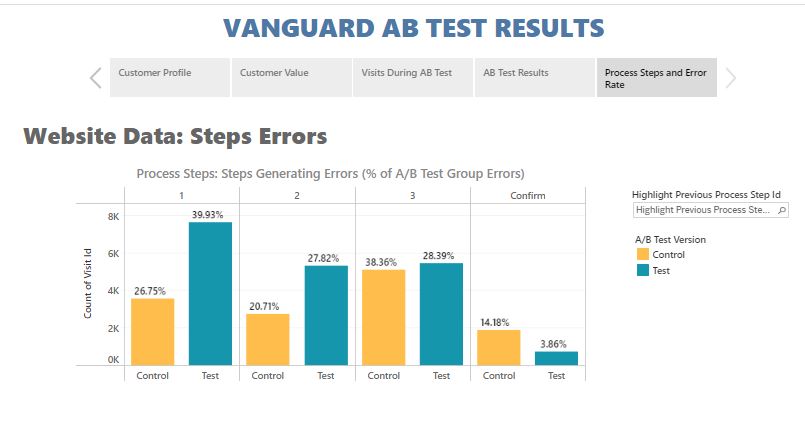 VANGUARD AB TEST RESULTS
Customer Profile
Customer Value
Visits During AB Test
AB Test Results
Process Steps and Error
Rate
Website Data: Steps Errors
Process Steps: Steps Generating Errors (% of A/B Test Group Errors)
1 2 3 Confirm
Highlight Previous Process Step Id
Highlight Previous Process Ste...
A/B Test Version
Control
Test
Count of Visit Id
8K
6K
4K
2K
0K
26.75%
39.93%
20.71%
27.82%
38.36%
28.39%
14.18%
3.86%
Control Test Control Test Control Test Control Test